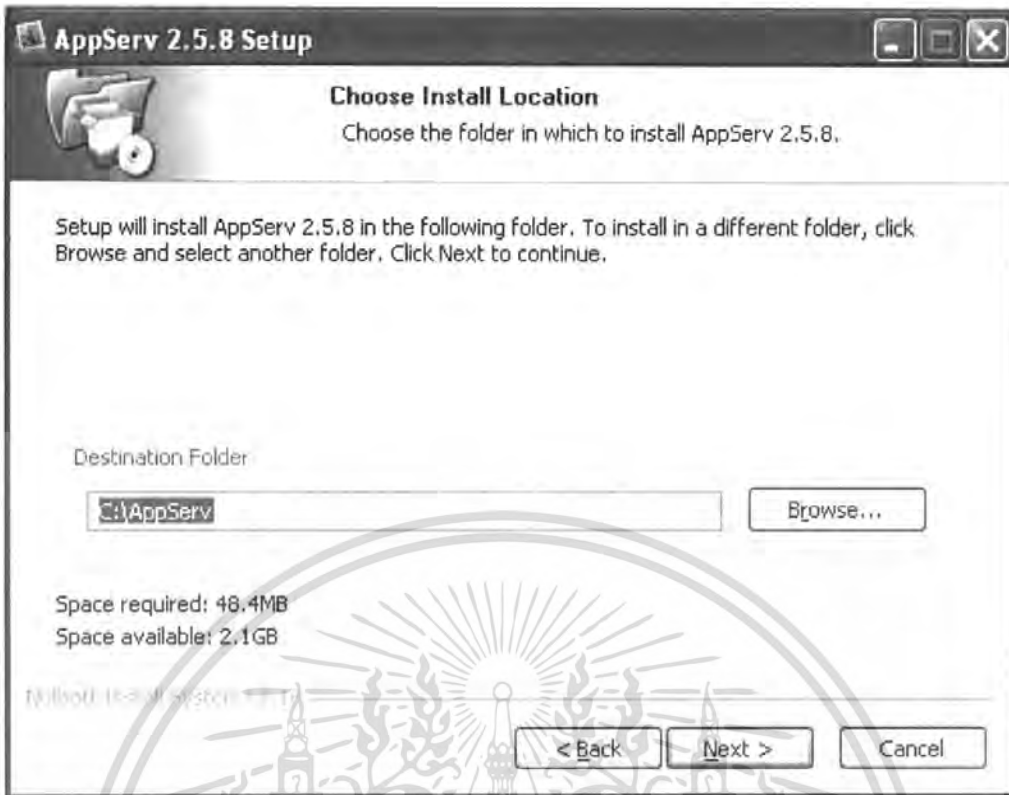 AppServ 2.5.8 Setup
Choose Install Location
Choose the folder in which to install AppServ 2.5.8.
Setup will install AppServ 2.5.8 in the following folder. To install in a different folder, click
Browse and select another folder. Click Next to continue.
Destination Folder
C:\AppServ
Browse...
Space required: 48.4MB
Space available: 2.1GB
Install System
< Back
Next >
Cancel